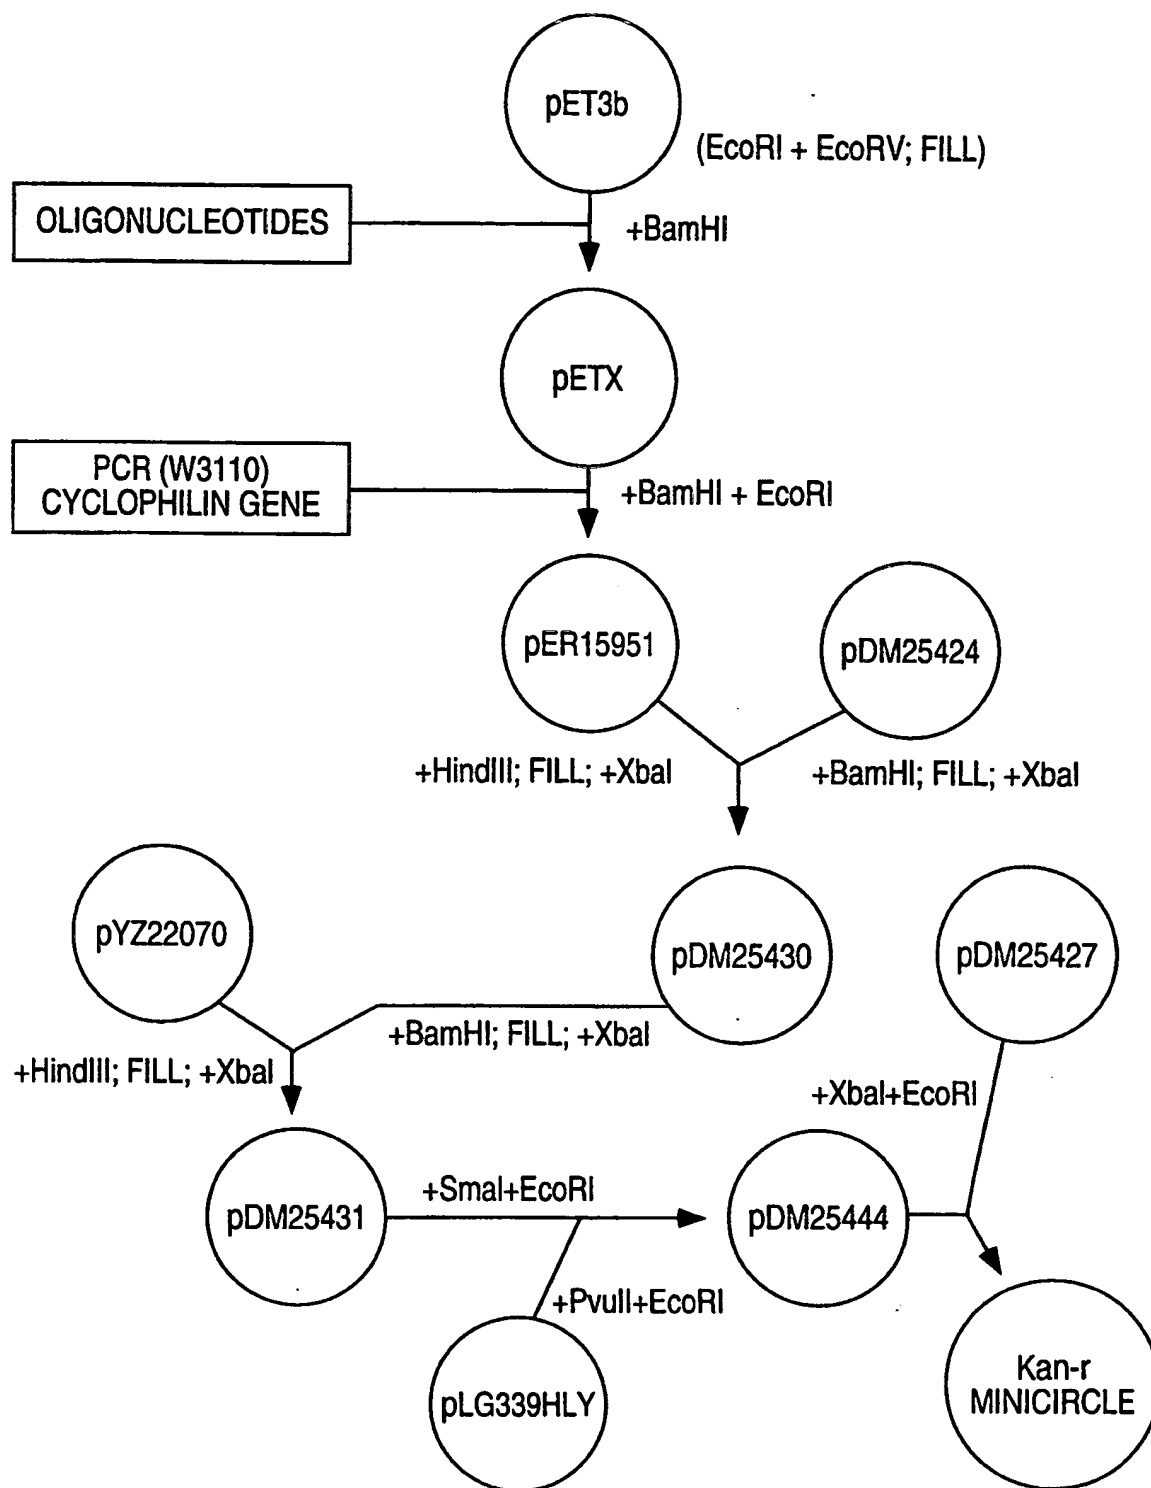 pET3b
(EcoRI + EcoRV; FILL)
OLIGONUCLEOTIDES
+BamHI
pETX
PCR (W3110)
CYCLOPHILIN GENE
+BamHI + EcoRI
pER15951
pDM25424
+HindIII; FILL; +XbaI
+BamHI; FILL; +XbaI
pYZ22070
pDM25430
pDM25427
+BamHI; FILL; +XbaI
+HindIII; FILL; +XbaI
+XbaI+EcoRI
pDM25431
+SmaI+EcoRI
pDM25444
+PvuII+EcoRI
pLG339HLY
Kan-r
MINICIRCLE